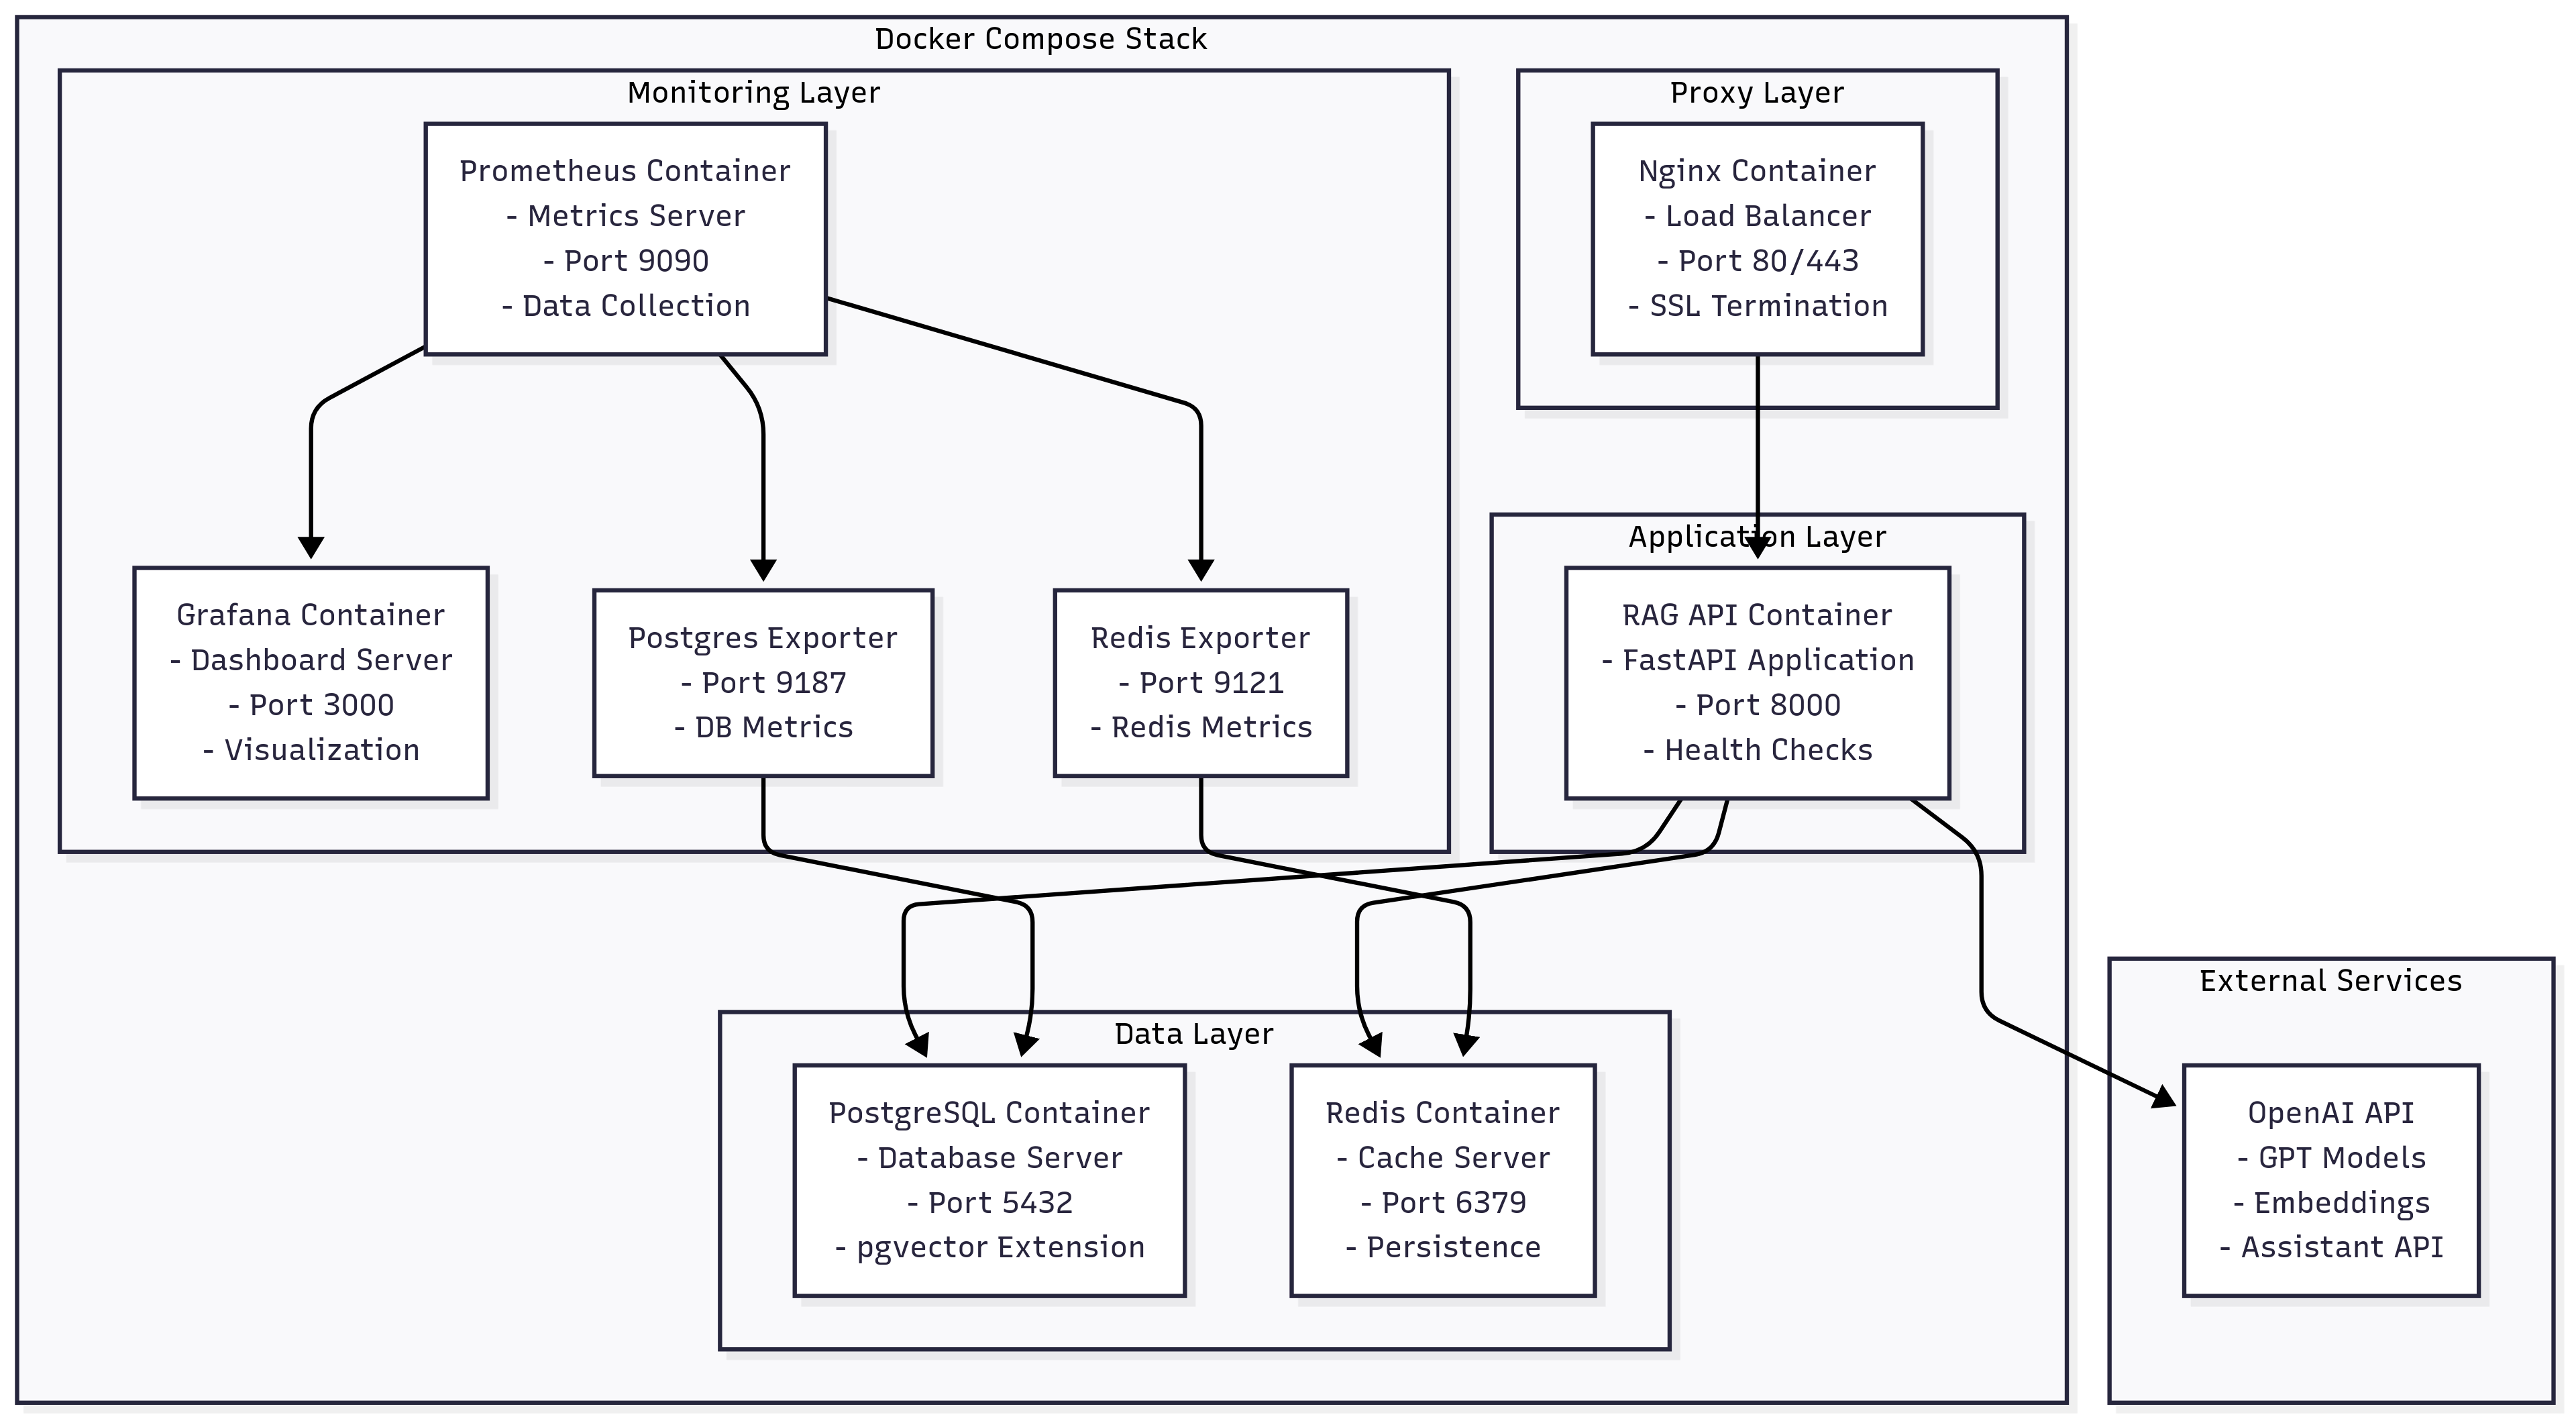 Docker Compose Stack
Monitoring Layer
Prometheus Container
- Metrics Server
- Port 9090
- Data Collection
Grafana Container
- Dashboard Server
- Port 3000
- Visualization
Postgres Exporter
- Port 9187
- DB Metrics
Redis Exporter
- Port 9121
- Redis Metrics
Proxy Layer
Nginx Container
- Load Balancer
- Port 80/443
- SSL Termination
Application Layer
RAG API Container
- FastAPI Application
- Port 8000
- Health Checks
Data Layer
PostgreSQL Container
- Database Server
- Port 5432
- pgvector Extension
Redis Container
- Cache Server
- Port 6379
- Persistence
External Services
OpenAI API
- GPT Models
- Embeddings
- Assistant API